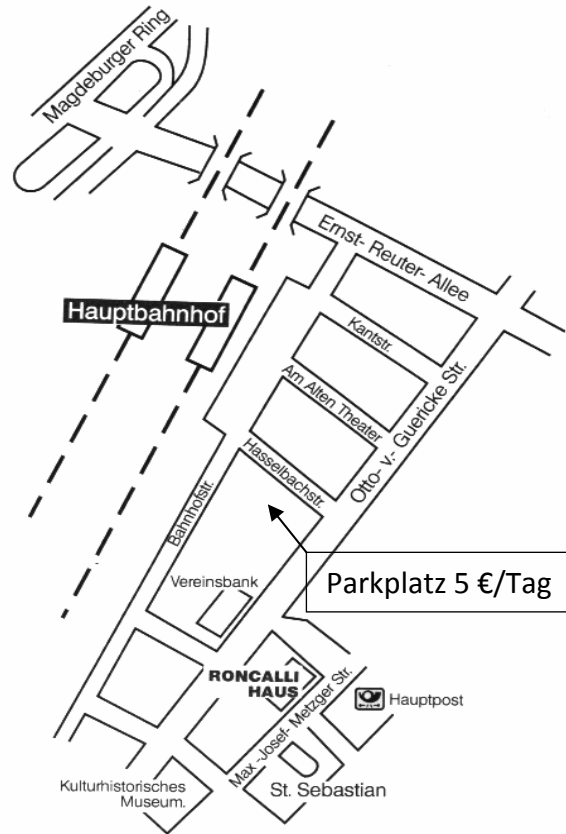 Magdeburger Ring
Ernst- Reuter- Allee
Hauptbahnhof
Kantstr.
Am Alten Theater
Otto- v.- Guericke Str.
Hasselbachstr.
Bahnhofstr.
Parkplatz 5 €/Tag
Vereinsbank
RONCALLI
HAUS
Max -Josef- Metzger Str.
Hauptpost
Kulturhistorisches
Museum.
St. Sebastian